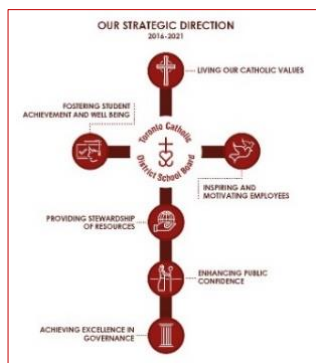 OUR STRATEGIC DIRECTION
2016-2021
LIVING OUR CATHOLIC VALUES
FOSTERING STUDENT
ACHIEVEMENT AND WELL BEING
Toronto Catholic
District School Board
INSPIRING AND
MOTIVATING EMPLOYEES
PROVIDING STEWARDSHIP
OF RESOURCES
ENHANCING PUBLIC
CONFIDENCE
ACHIEVING EXCELLENCE IN
GOVERNANCE